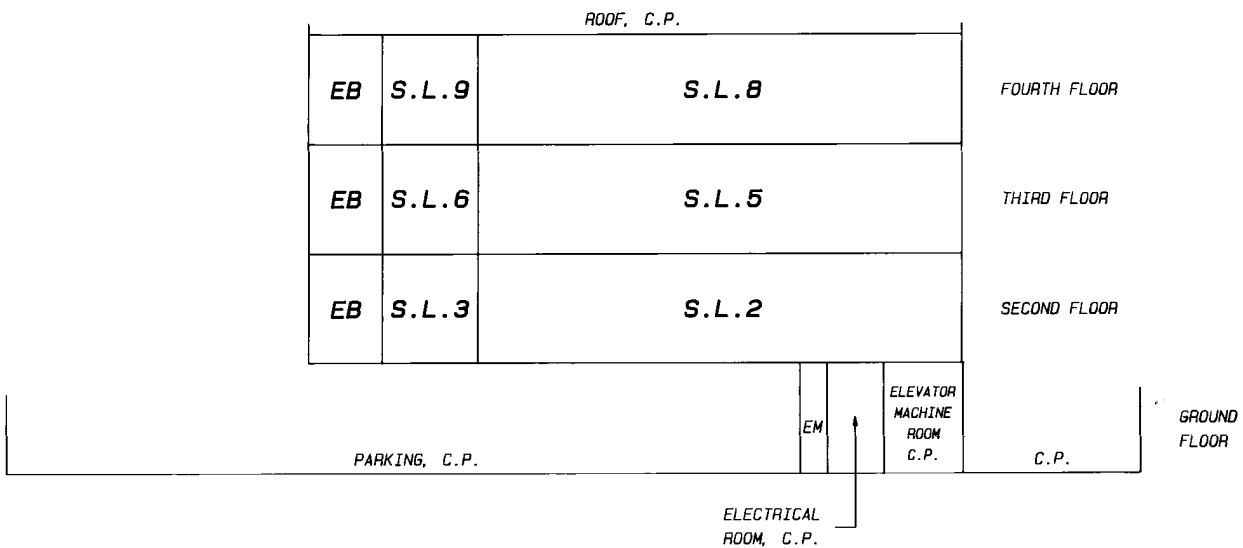 ROOF, C.P.
EB S.L.9 S.L.8 FOURTH FLOOR
EB S.L.6 S.L.5 THIRD FLOOR
EB S.L.3 S.L.2 SECOND FLOOR
ELEVATOR
MACHINE
ROOM
C.P.
EM
GROUND
FLOOR
PARKING, C.P.
C.P.
ELECTRICAL
ROOM, C.P.